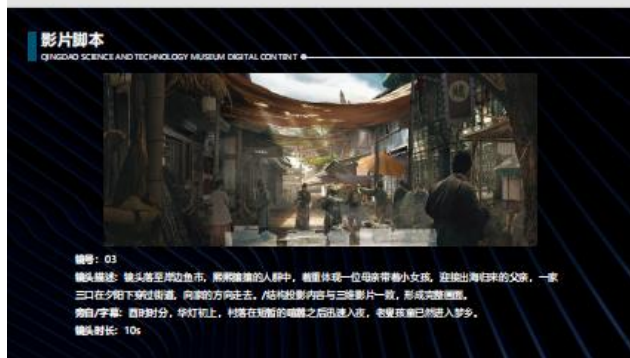 影片脚本
QINGDAO SCIENCE AND TECHNOLOGY MUSEUM DIGITAL CONTENT
镜号：03
镜头描述：镜头落至岸边鱼市，熙熙攘攘的人群中，着重体现一位母亲带着小女孩，迎接出海归来的父亲，一家
三口在夕阳下穿过街道，向家的方向走去。/结构投影内容与三维影片一致，形成完整画面。
旁白/字幕：酉时时分，华灯初上，村落在短暂的喧嚣之后迅速入夜，老叟孩童已然进入梦乡。
镜头时长：10s